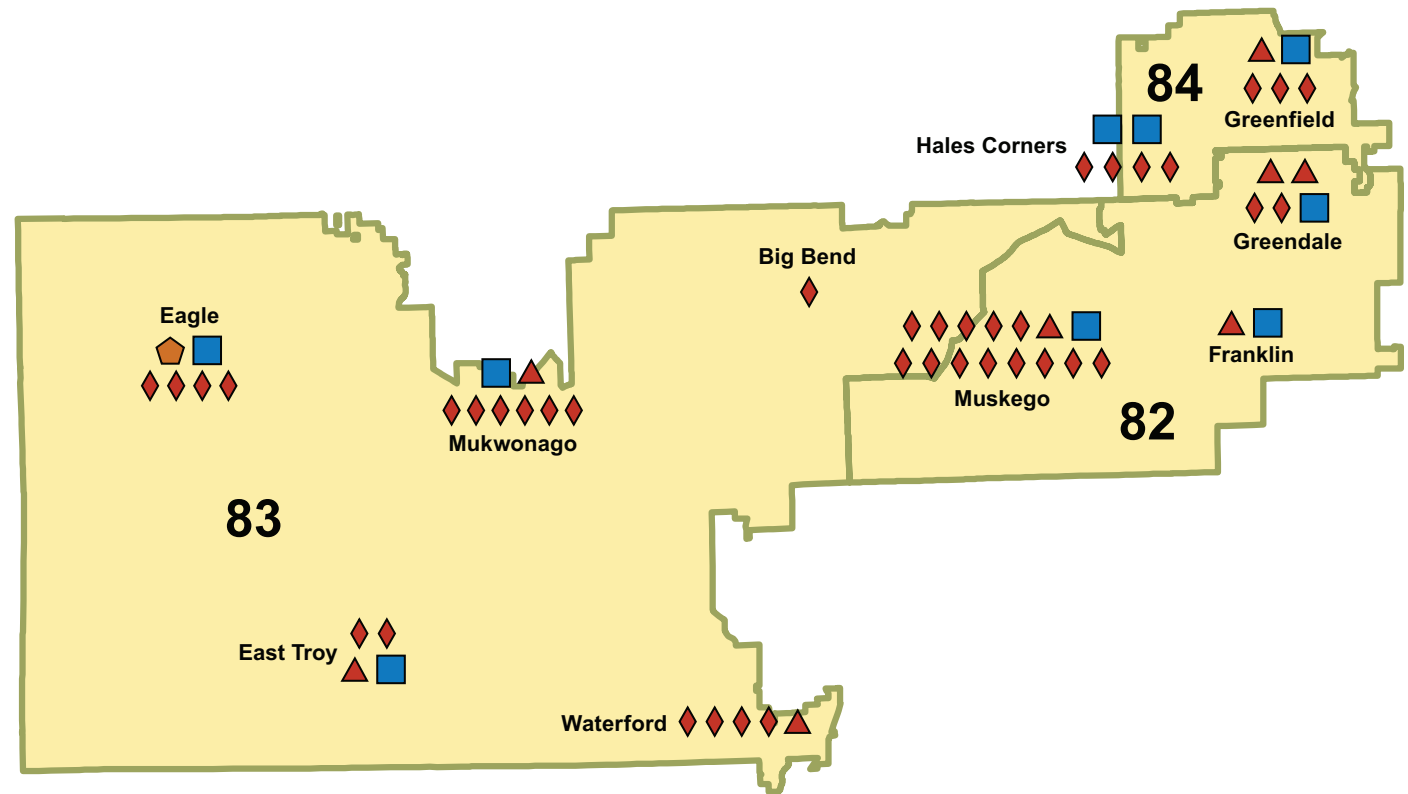 84
Greenfield
Hales Corners
Greendale
Big Bend
Eagle
Franklin
Muskego
82
Mukwonago
83
East Troy
Waterford